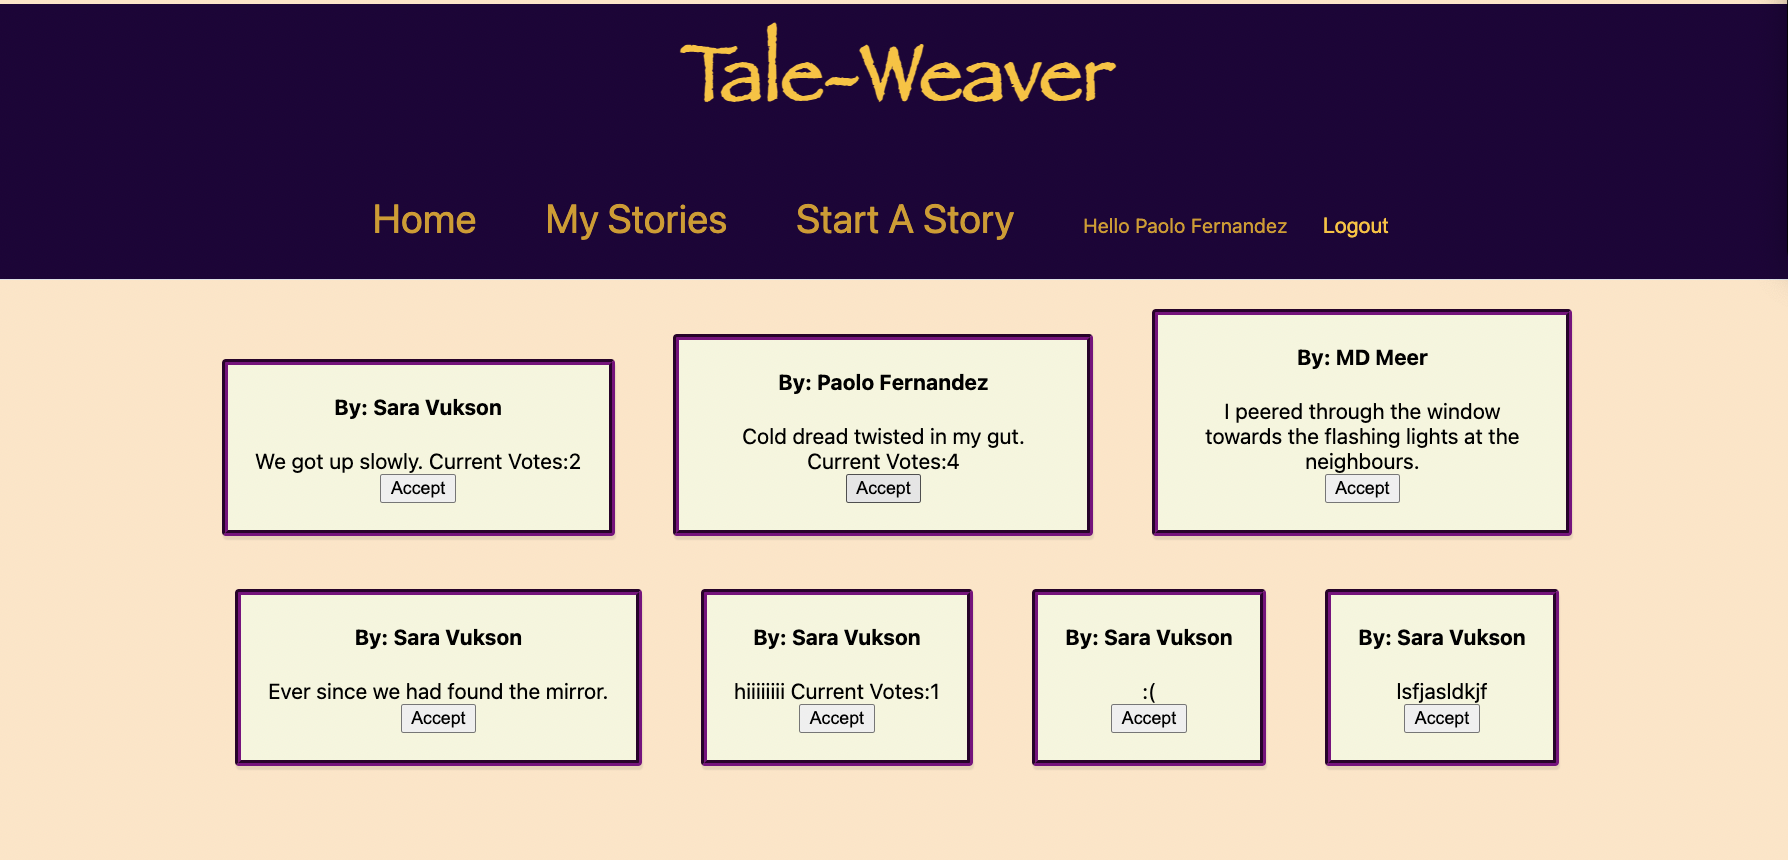 Tale-Weaver
Home My Stories Start A Story Hello Paolo Fernandez Logout
By: Sara Vukson
We got up slowly. Current Votes:2
Accept
By: Paolo Fernandez
Cold dread twisted in my gut.
Current Votes:4
Accept
By: MD Meer
I peered through the window
towards the flashing lights at the
neighbours.
Accept
By: Sara Vukson
Ever since we had found the mirror.
Accept
By: Sara Vukson
hiiiiiiii Current Votes:1
Accept
By: Sara Vukson
:(
Accept
By: Sara Vukson
lsfjasldkjf
Accept